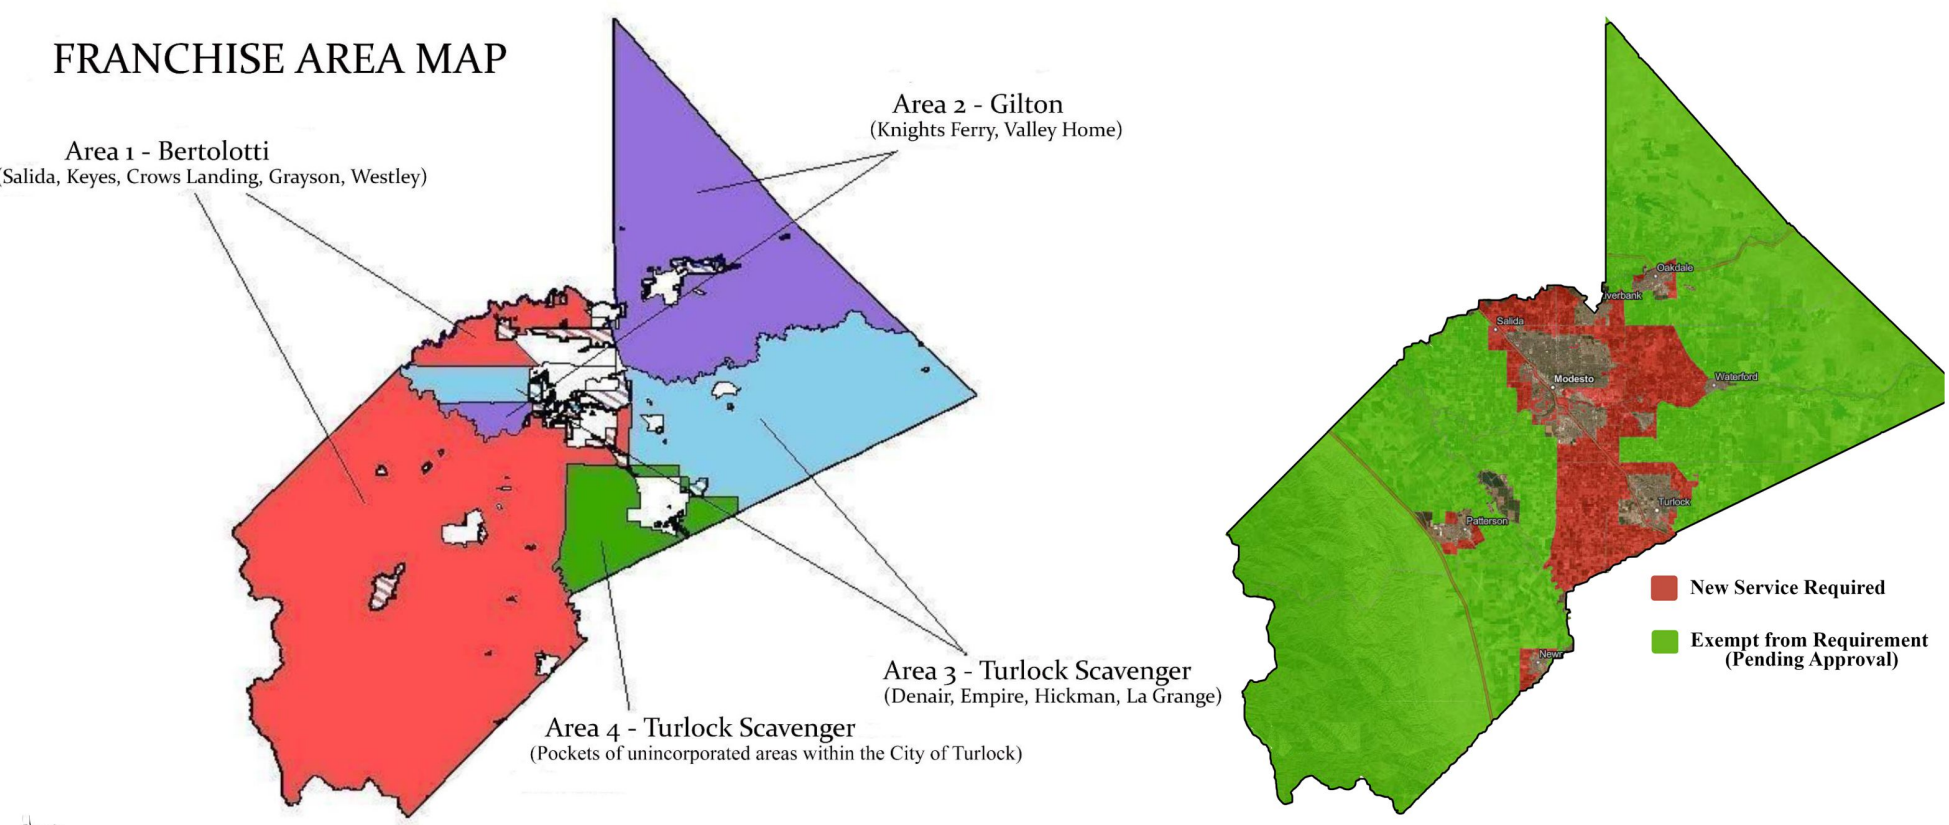 FRANCHISE AREA MAP
Area 1 - Bertolotti
(Salida, Keyes, Crows Landing, Grayson, Westley)
Area 2 - Gilton
(Knights Ferry, Valley Home)
Area 3 - Turlock Scavenger
(Denair, Empire, Hickman, La Grange)
Area 4 - Turlock Scavenger
(Pockets of unincorporated areas within the City of Turlock)
Oakdale
iverbank
Salida
Modesto
Waterford
Turlock
Patterson
Newr
New Service Required
Exempt from Requirement
(Pending Approval)